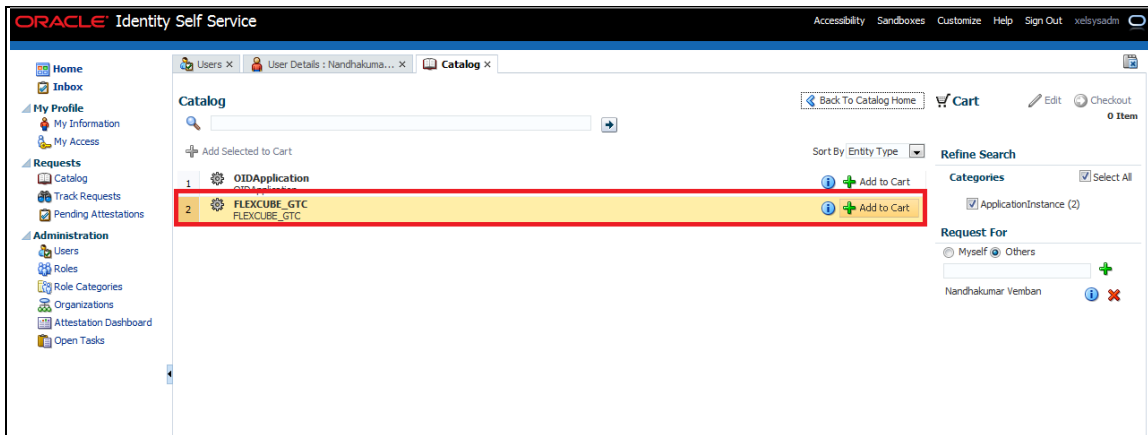 ORACLE Identity Self Service
Accessibility Sandboxes Customize Help Sign Out xelsysadm
Home
Inbox
My Profile
My Information
My Access
Requests
Catalog
Track Requests
Pending Attestations
Administration
Users
Roles
Role Categories
Organizations
Attestation Dashboard
Open Tasks
Users × User Details : Nandhakuma... × Catalog ×
Catalog
Back To Catalog Home
Add Selected to Cart
Sort By Entity Type
1 OIDApplication Add to Cart
OIDApplication
2 FLEXCUBE_GTC Add to Cart
FLEXCUBE_GTC
Cart Edit Checkout
0 Item
Refine Search
Categories Select All
ApplicationInstance (2)
Request For
Myself Others
Nandhakumar Vemban